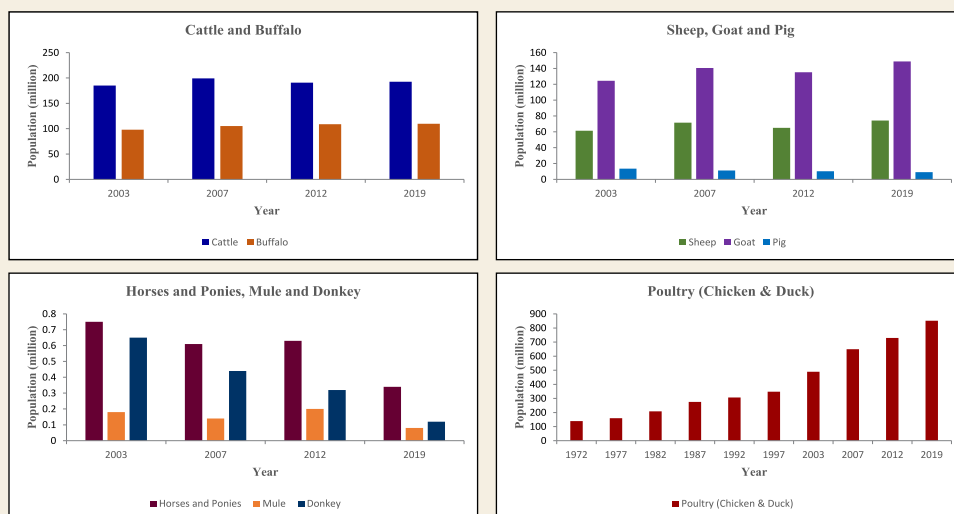 Cattle and Buffalo
Population (million)
250
200
150
100
50
0
2003 2007 2012 2019
Year
Cattle Buffalo
Sheep, Goat and Pig
Population (million)
160
140
120
100
80
60
40
20
0
2003 2007 2012 2019
Year
Sheep Goat Pig
Horses and Ponies, Mule and Donkey
Population (million)
0.8
0.7
0.6
0.5
0.4
0.3
0.2
0.1
0
2003 2007 2012 2019
Year
Horses and Ponies Mule Donkey
Poultry (Chicken & Duck)
Population (million)
900
800
700
600
500
400
300
200
100
0
1972 1977 1982 1987 1992 1997 2003 2007 2012 2019
Year
Poultry (Chicken & Duck)